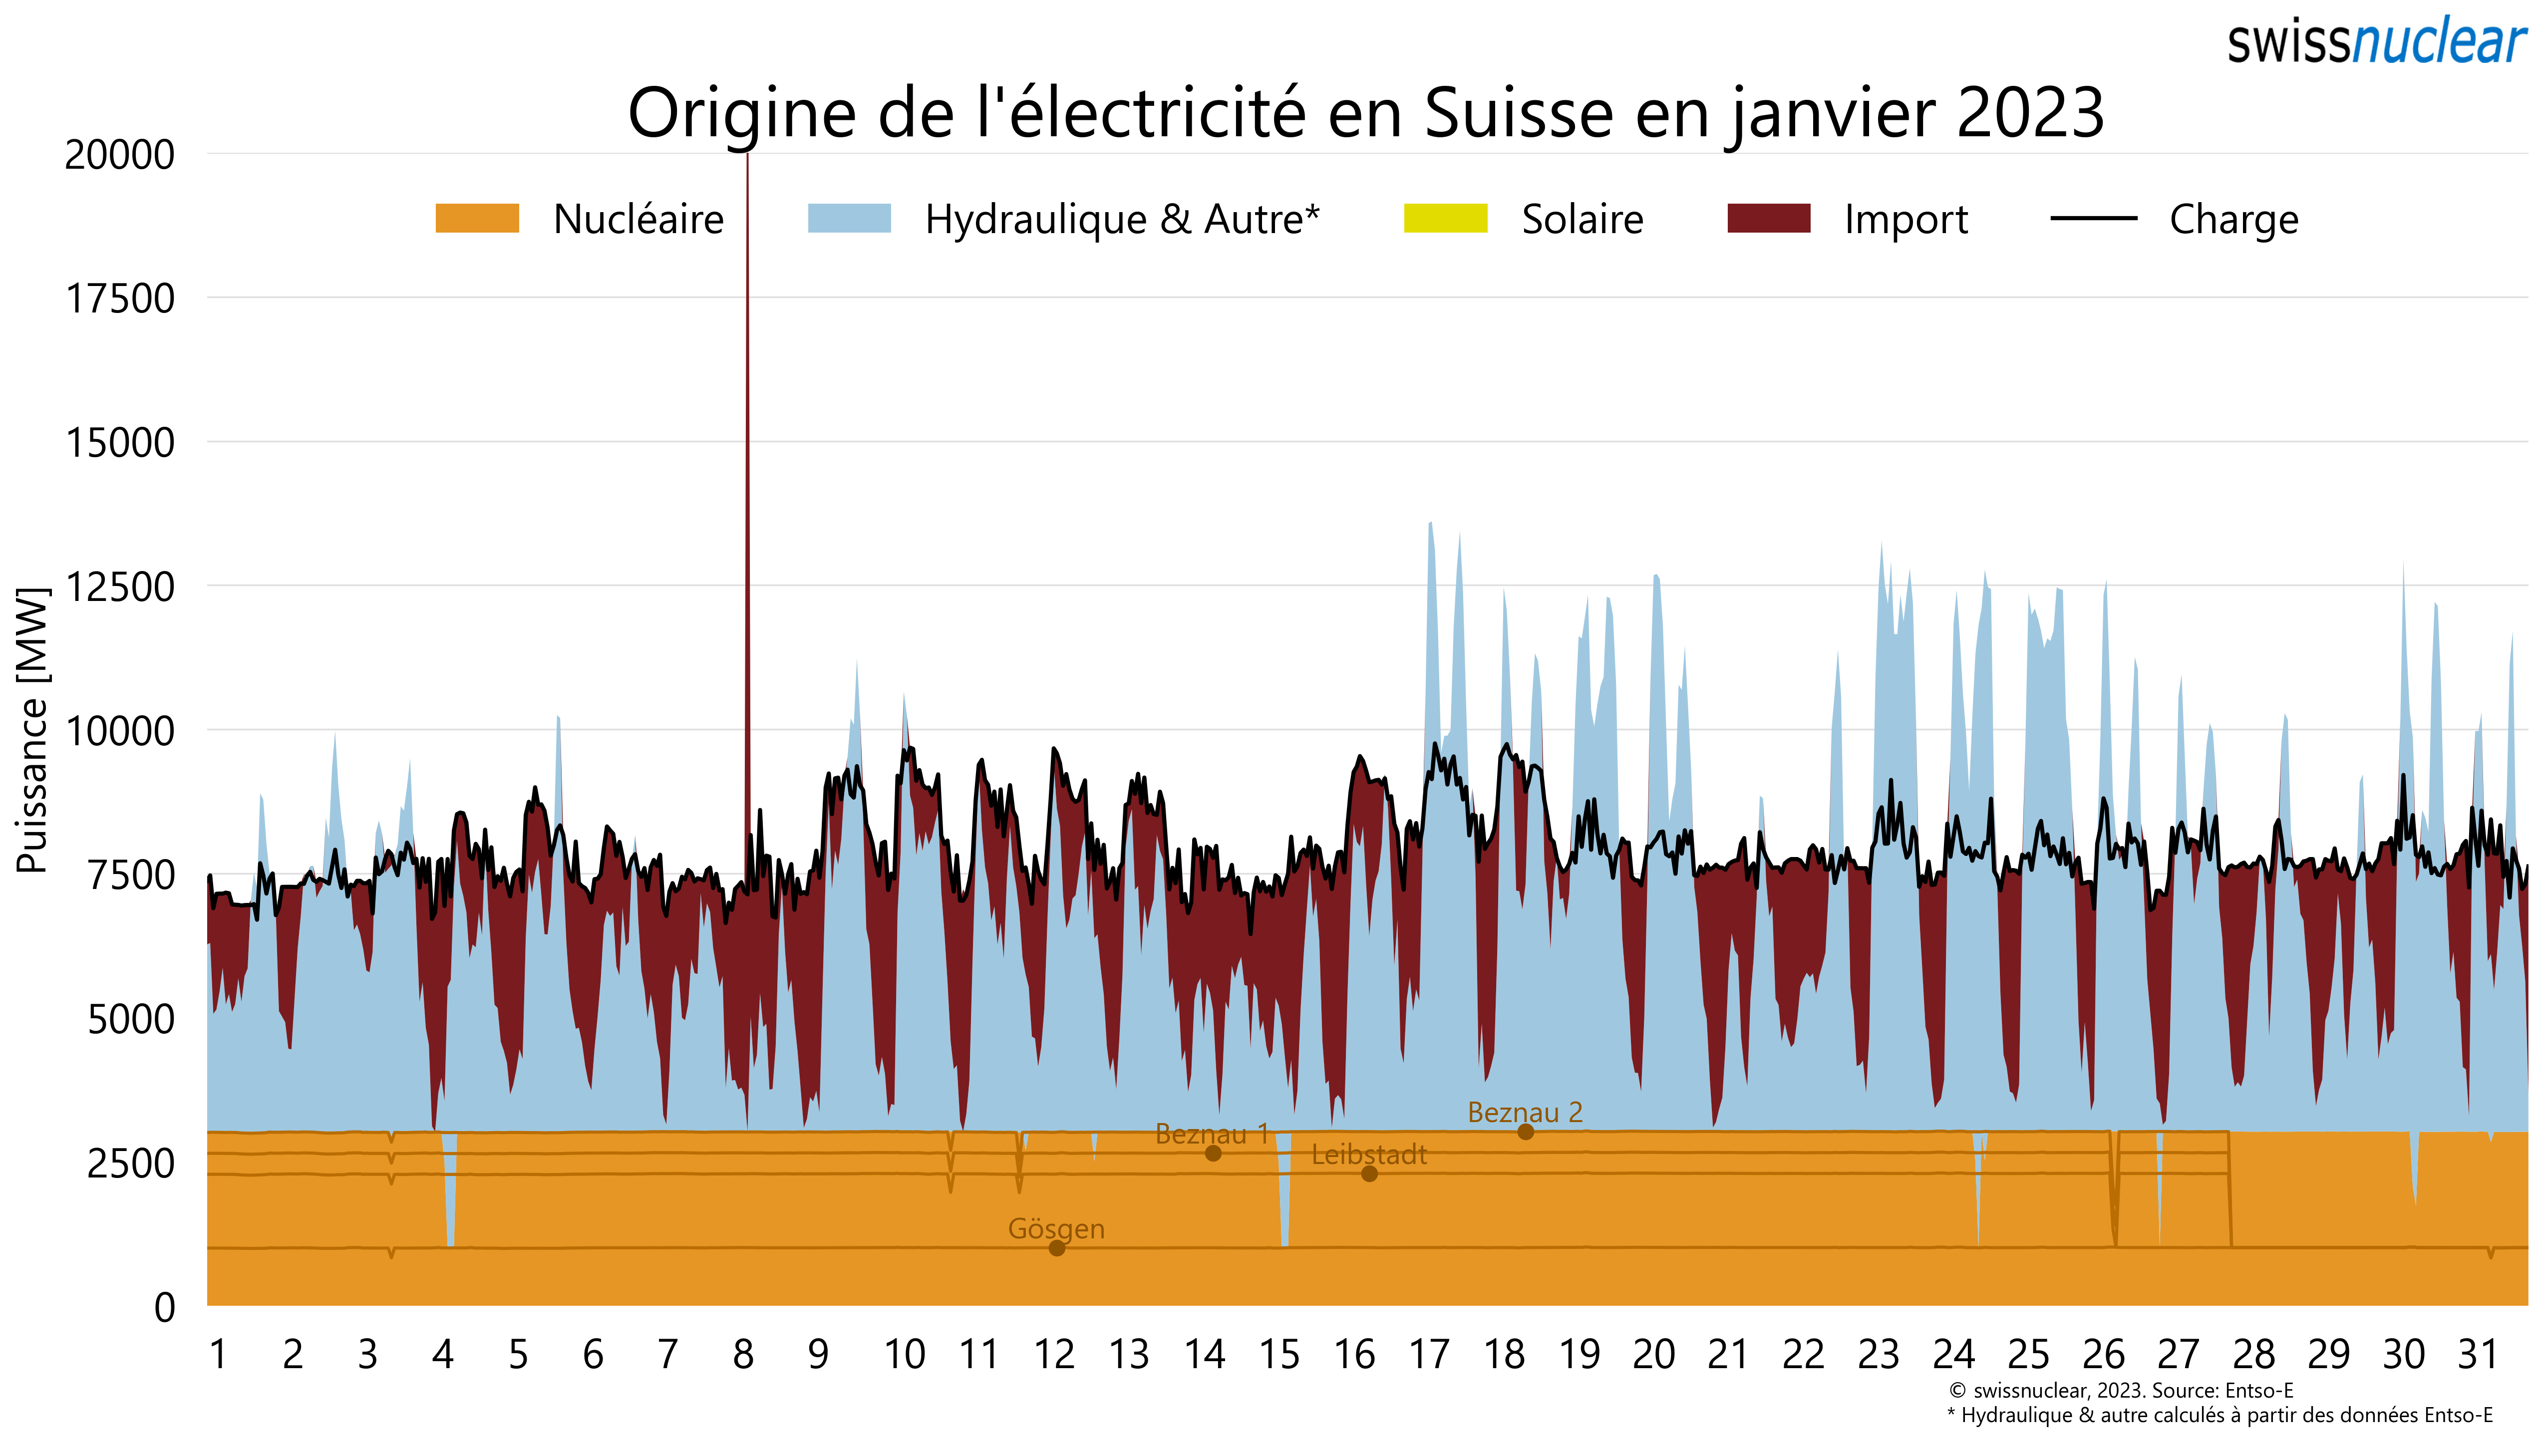 swissnuclear
Origine de l'électricité en Suisse en janvier 2023
Nucléaire Hydraulique & Autre* Solaire Import Charge
Puissance [MW]
20000
17500
15000
12500
10000
7500
5000
2500
0
Beznau 2
Beznau 1
Leibstadt
Gösgen
1 2 3 4 5 6 7 8 9 10 11 12 13 14 15 16 17 18 19 20 21 22 23 24 25 26 27 28 29 30 31
© swissnuclear, 2023. Source: Entso-E
* Hydraulique & autre calculés à partir des données Entso-E